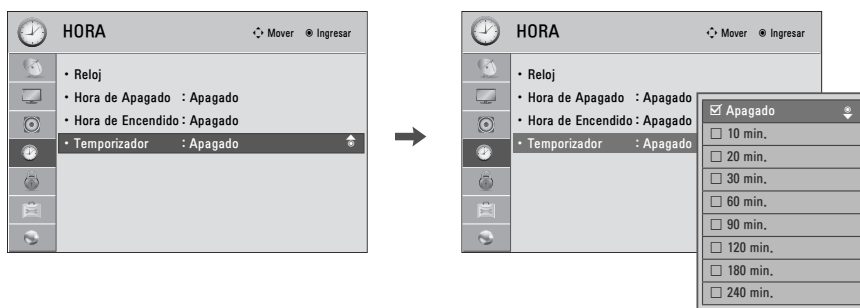 HORA
Mover
Ingresar
• Reloj
• Hora de Apagado : Apagado
• Hora de Encendido : Apagado
• Temporizador : Apagado
HORA
Mover
Ingresar
• Reloj
• Hora de Apagado : Apagado
• Hora de Encendido : Apagado
• Temporizador : Apagado
Apagado
10 min.
20 min.
30 min.
60 min.
90 min.
120 min.
180 min.
240 min.